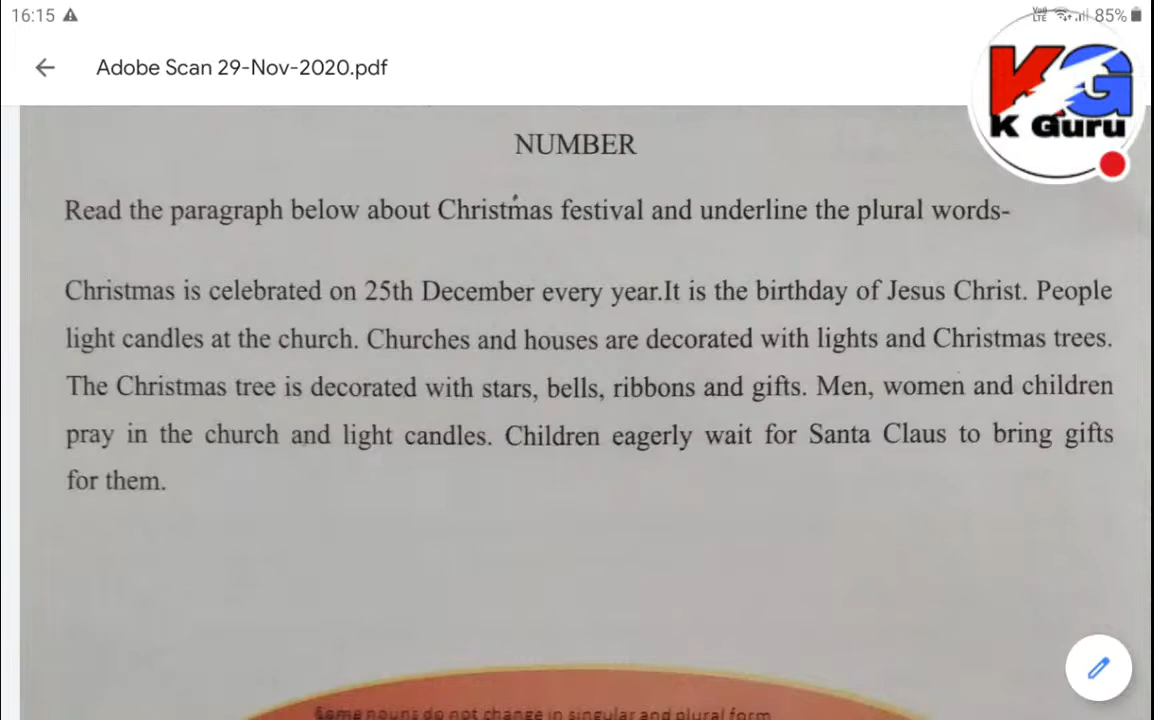 16:15
VoD LTE 85%
Adobe Scan 29-Nov-2020.pdf
KG
K Guru
NUMBER
Read the paragraph below about Christmas festival and underline the plural words-
Christmas is celebrated on 25th December every year.It is the birthday of Jesus Christ. People
light candles at the church. Churches and houses are decorated with lights and Christmas trees.
The Christmas tree is decorated with stars, bells, ribbons and gifts. Men, women and children
pray in the church and light candles. Children eagerly wait for Santa Claus to bring gifts
for them.
Some nouns do not change in singular and plural form